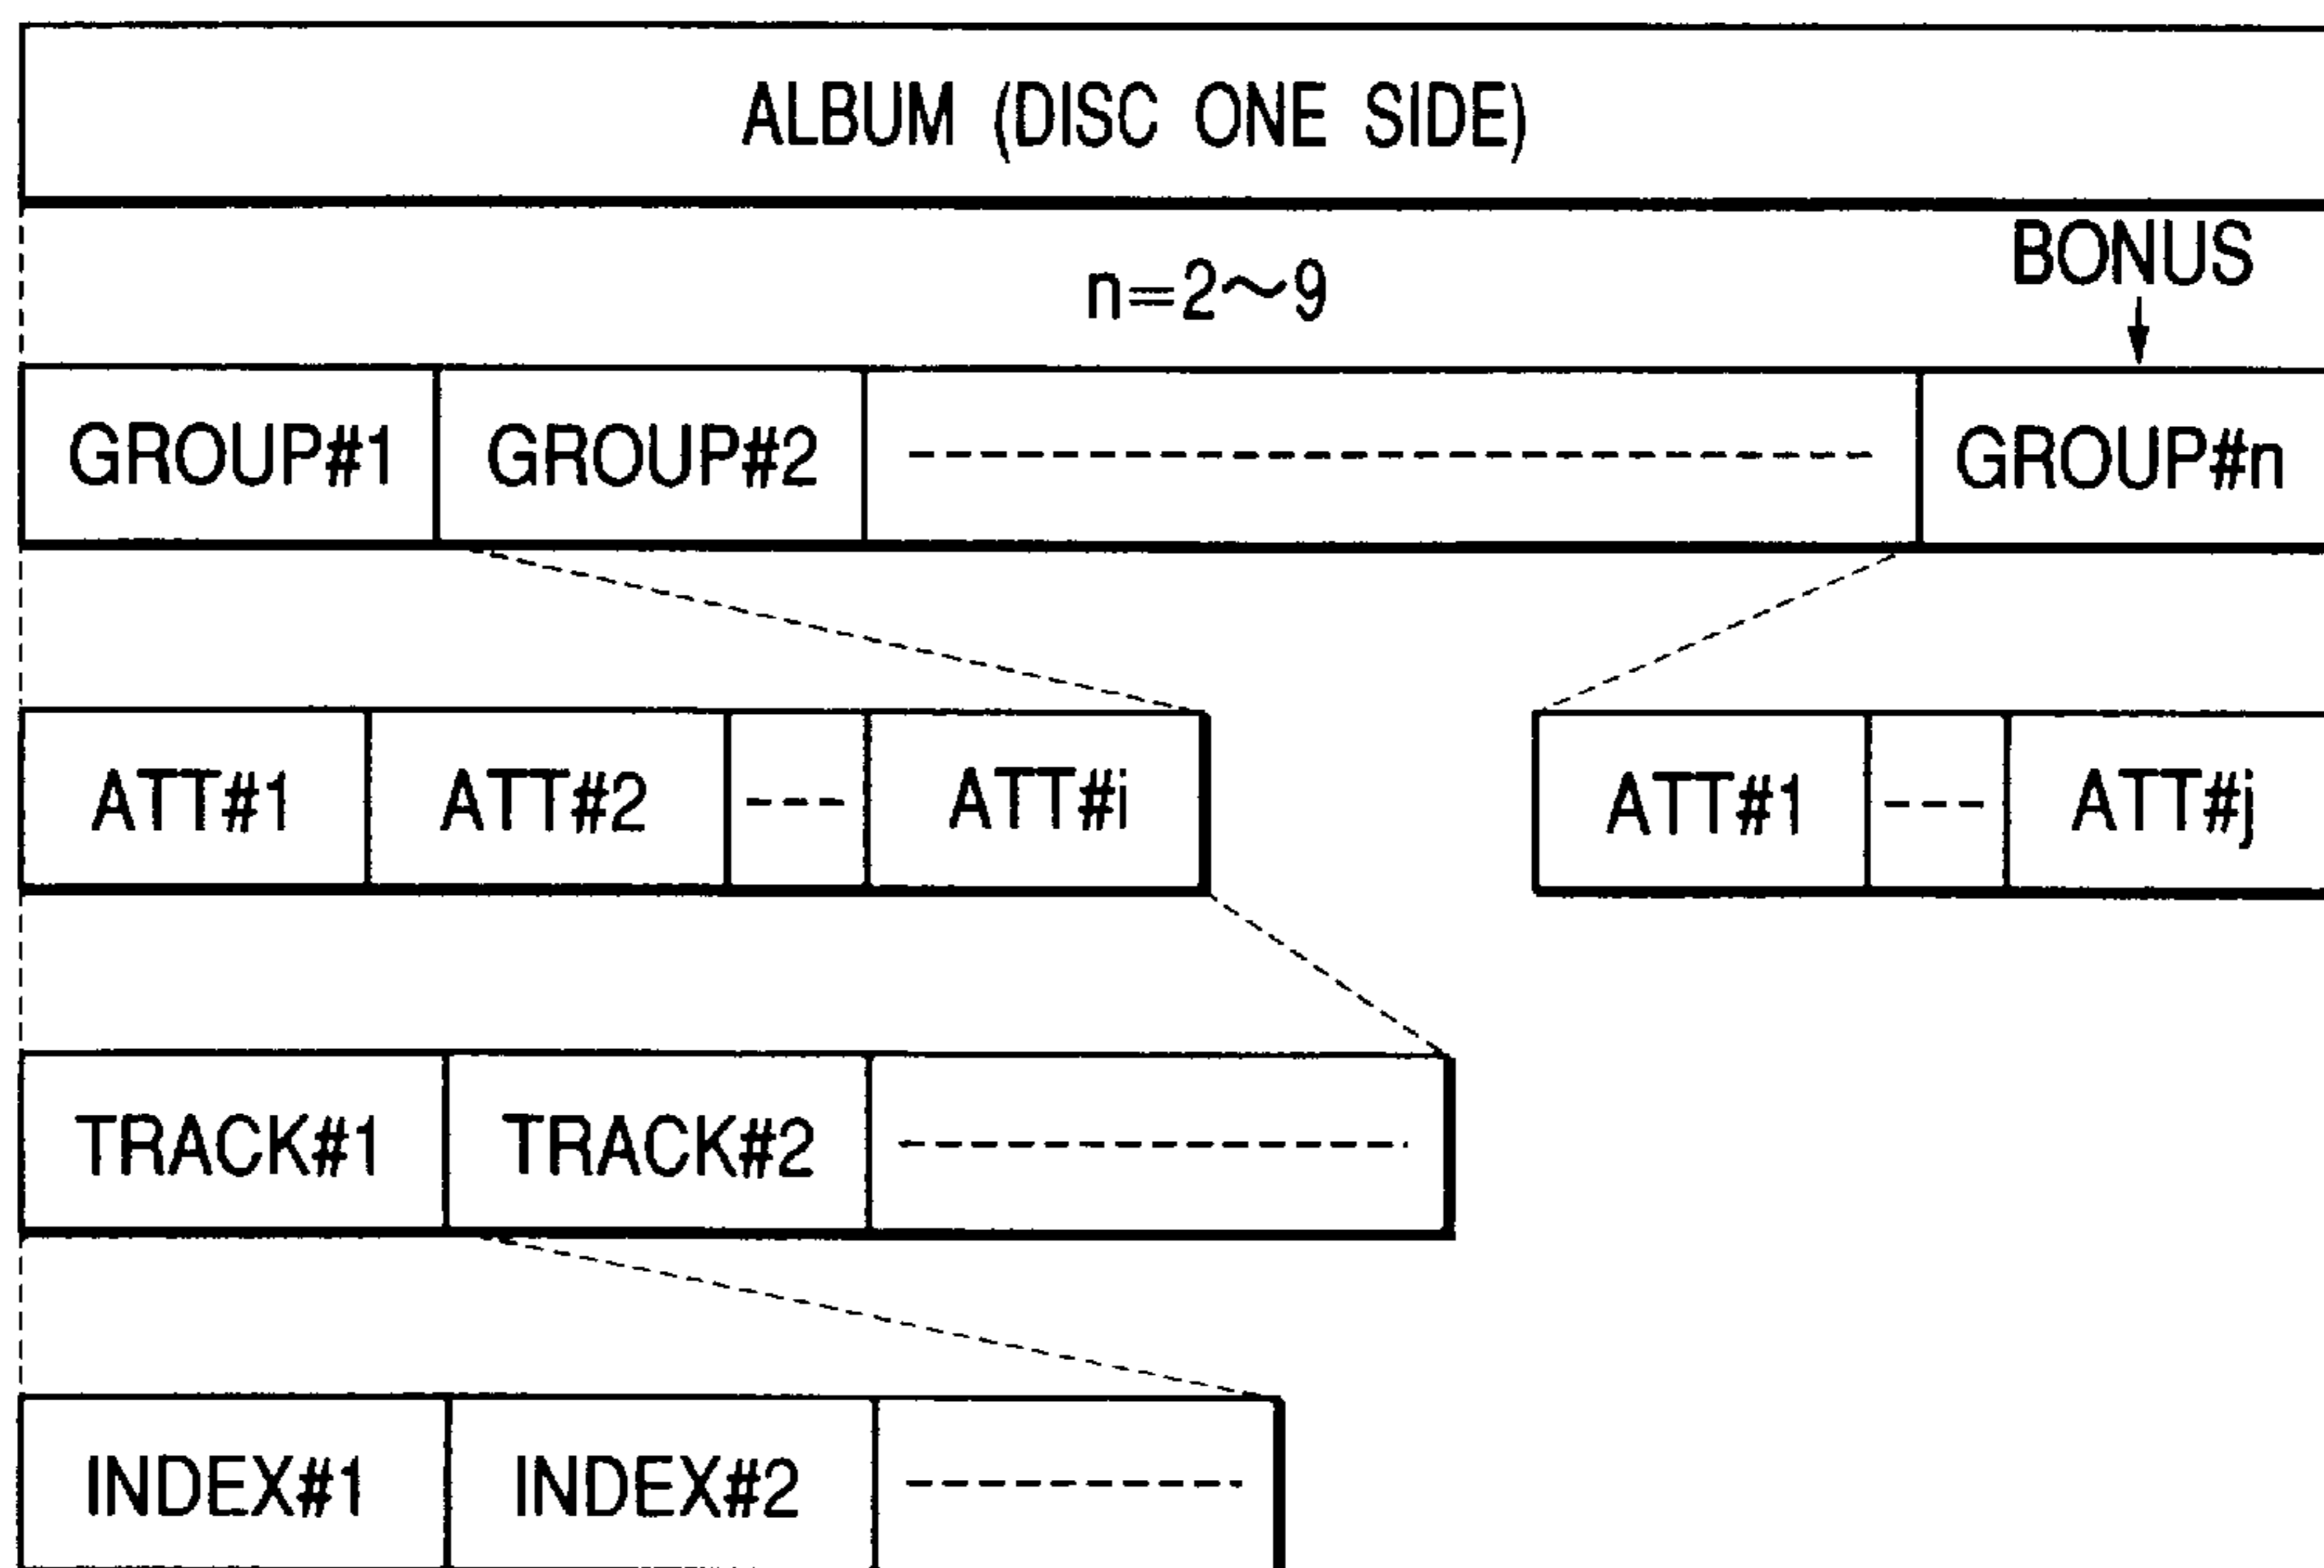 ALBUM (DISC ONE SIDE)
n=2～9
BONUS
GROUP#1 GROUP#2 GROUP#n
ATT#1 ATT#2 ATT#i ATT#1 ATT#j
TRACK#1 TRACK#2
INDEX#1 INDEX#2